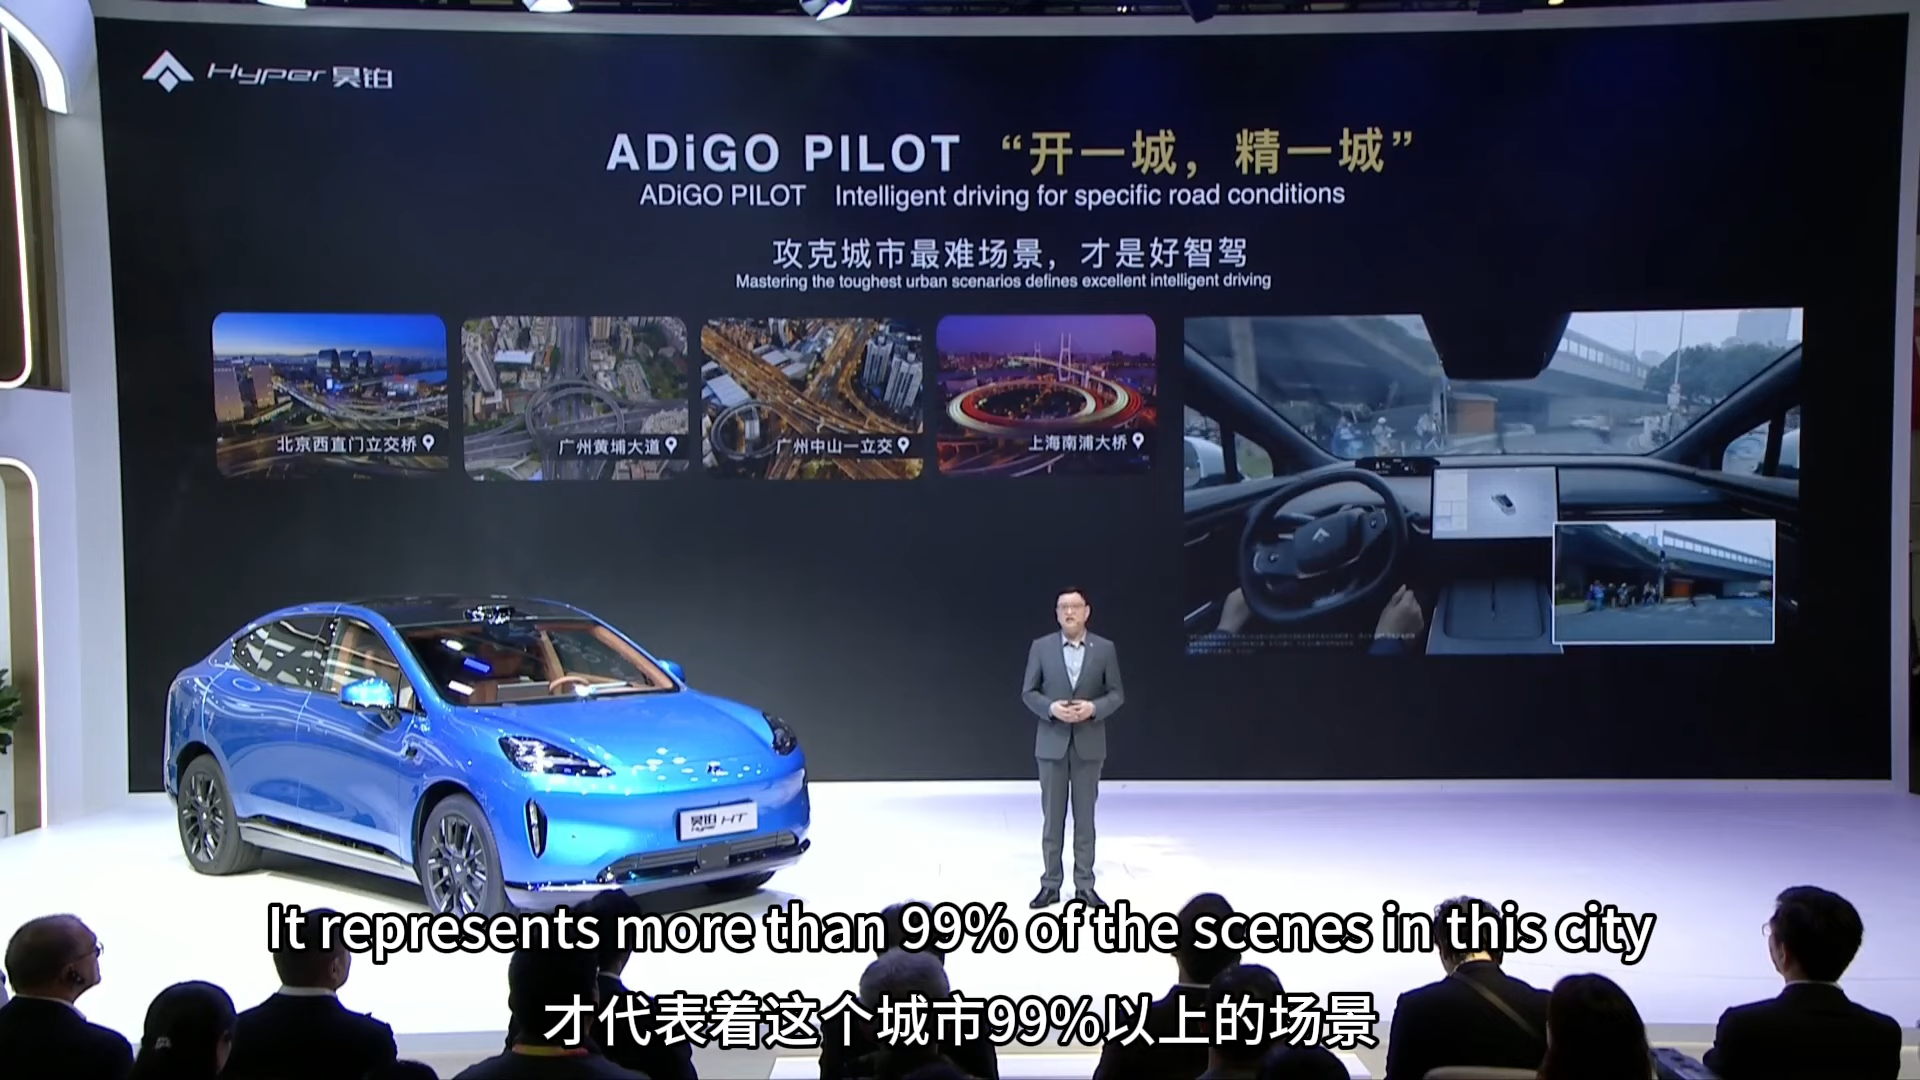 Hyper 昊铂
ADiGO PILOT “开一城，精一城”
ADiGO PILOT Intelligent driving for specific road conditions
攻克城市最难场景，才是好智驾
Mastering the toughest urban scenarios defines excellent intelligent driving
北京西直门立交桥
广州黄埔大道
广州中山一立交
上海南浦大桥
昊铂 HT
Hyper
It represents more than 99% of the scenes in this city
才代表着这个城市99%以上的场景